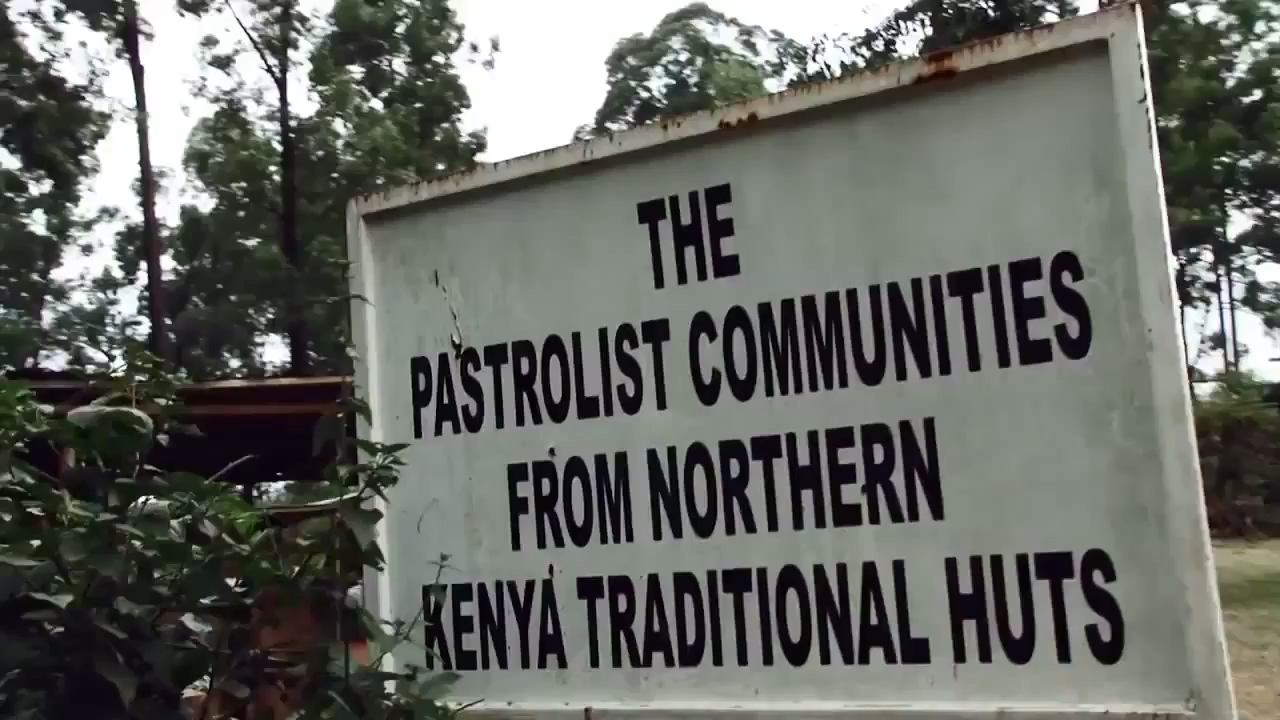 THE
PASTROLIST COMMUNITIES
FROM NORTHERN
KENYA TRADITIONAL HUTS